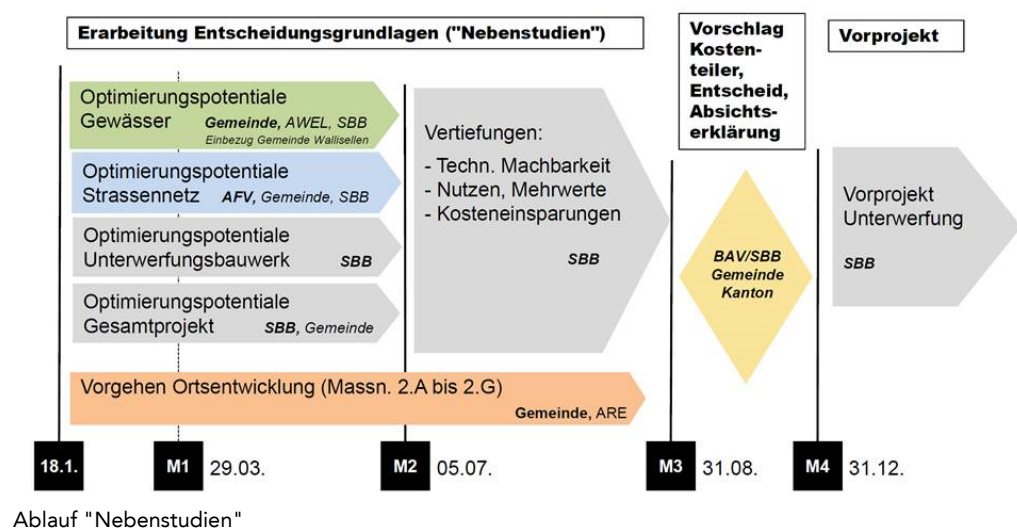 Erarbeitung Entscheidungsgrundlagen ("Nebenstudien")
Vorschlag
Kosten-
teiler,
Entscheid,
Absichts-
erklärung
Vorprojekt
Optimierungspotentiale
Gewässer Gemeinde, AWEL, SBB
Einbezug Gemeinde Wallisellen
Optimierungspotentiale
Strassennetz AFV, Gemeinde, SBB
Optimierungspotentiale
Unterwerfungsbauwerk SBB
Optimierungspotentiale
Gesamtprojekt SBB, Gemeinde
Vertiefungen:
- Techn. Machbarkeit
- Nutzen, Mehrwerte
- Kosteneinsparungen
SBB
BAV/SBB
Gemeinde
Kanton
Vorprojekt
Unterwerfung
SBB
Vorgehen Ortsentwicklung (Massn. 2.A bis 2.G)
Gemeinde, ARE
18.1. M1 29.03. M2 05.07. M3 31.08. M4 31.12.
Ablauf "Nebenstudien"